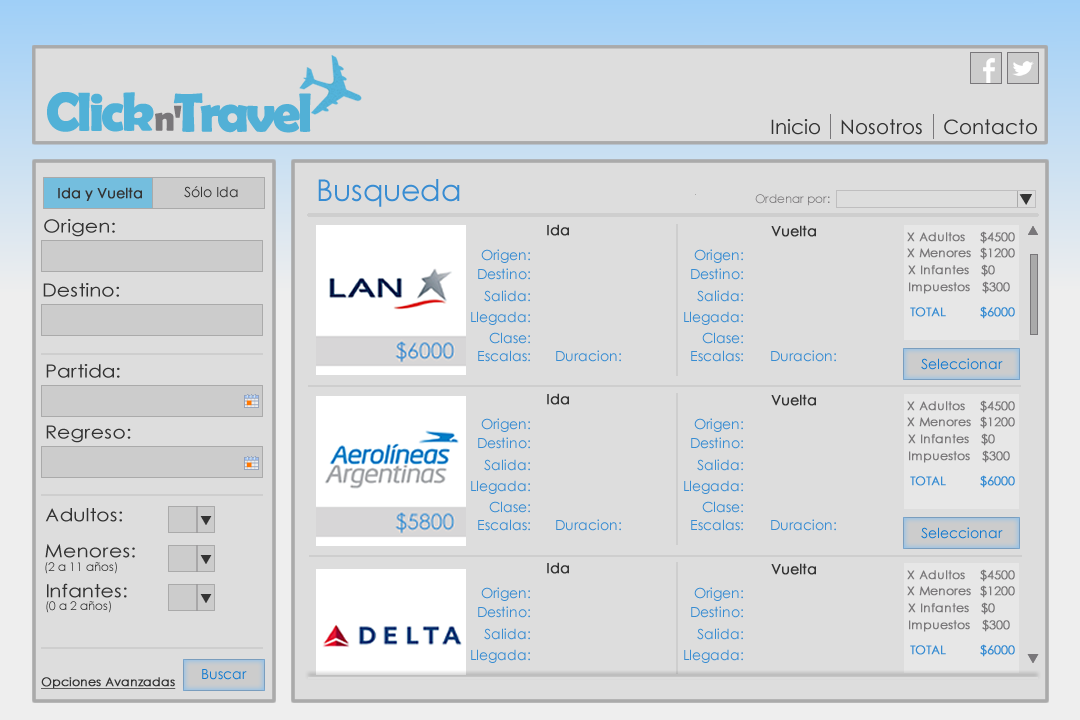 Click n' Travel
Inicio Nosotros Contacto
Ida y Vuelta Sólo Ida
Origen:
Destino:
Partida:
Regreso:
Adultos:
Menores:
(2 a 11 años)
Infantes:
(0 a 2 años)
Opciones Avanzadas Buscar
Busqueda
Ordenar por:
LAN
$6000
Ida
Origen:
Destino:
Salida:
Llegada:
Clase:
Escalas: Duracion:
Vuelta
Origen:
Destino:
Salida:
Llegada:
Clase:
Escalas: Duracion:
X Adultos $4500
X Menores $1200
X Infantes $0
Impuestos $300
TOTAL $6000
Seleccionar
Aerolíneas
Argentinas
$5800
Ida
Origen:
Destino:
Salida:
Llegada:
Clase:
Escalas: Duracion:
Vuelta
Origen:
Destino:
Salida:
Llegada:
Clase:
Escalas: Duracion:
X Adultos $4500
X Menores $1200
X Infantes $0
Impuestos $300
TOTAL $6000
Seleccionar
DELTA
Ida
Origen:
Destino:
Salida:
Llegada:
Vuelta
Origen:
Destino:
Salida:
Llegada:
X Adultos $4500
X Menores $1200
X Infantes $0
Impuestos $300
TOTAL $6000